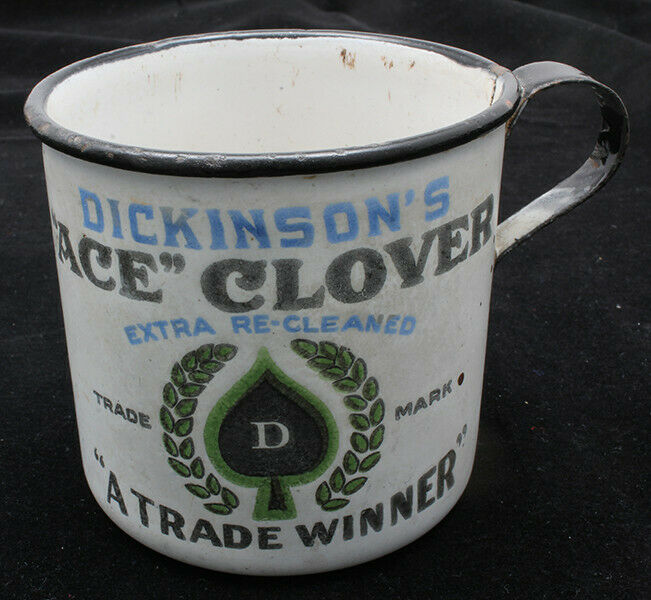 DICKINSON'S
"ACE" CLOVER
EXTRA RE-CLEANED
TRADE MARK
D
"A TRADE WINNER"